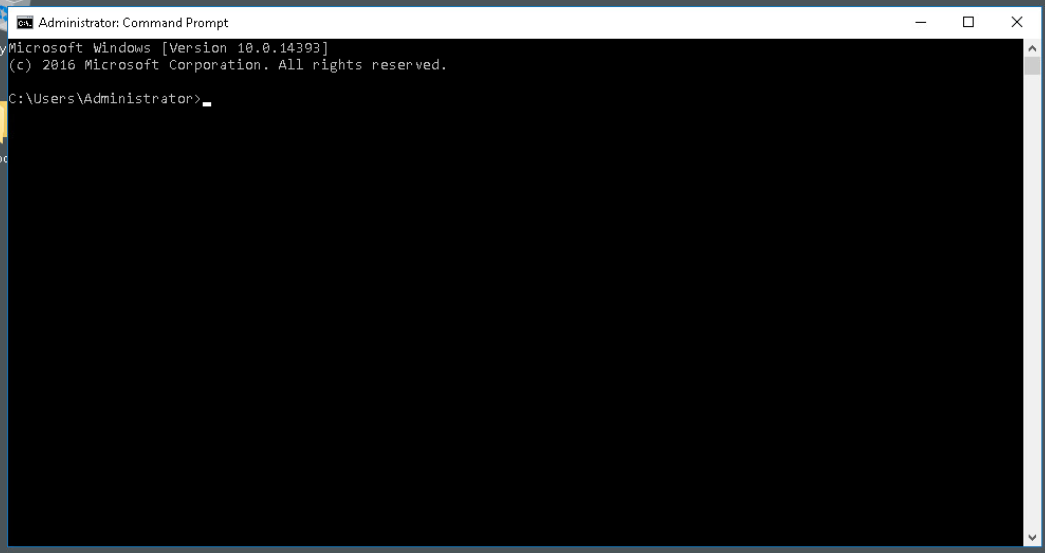 Administrator: Command Prompt
Microsoft Windows [Version 10.0.14393]
(c) 2016 Microsoft Corporation. All rights reserved.
C:\Users\Administrator>